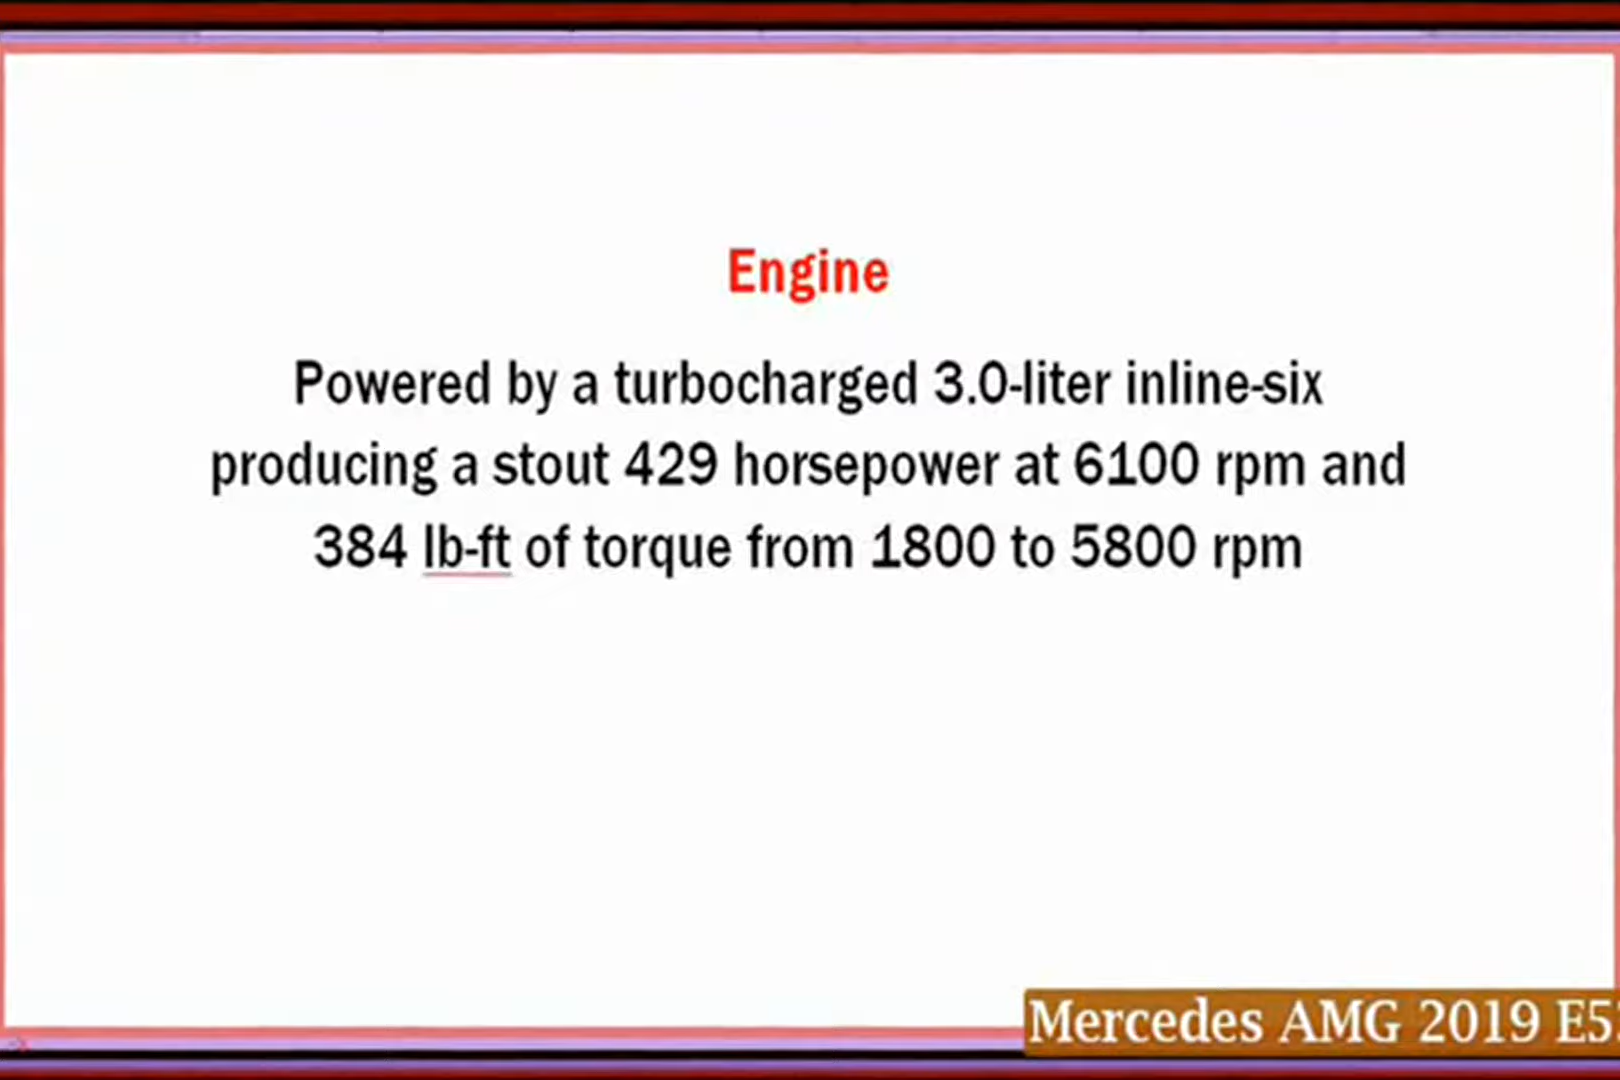 Engine
Powered by a turbocharged 3.0-liter inline-six
producing a stout 429 horsepower at 6100 rpm and
384 lb-ft of torque from 1800 to 5800 rpm
Mercedes AMG 2019